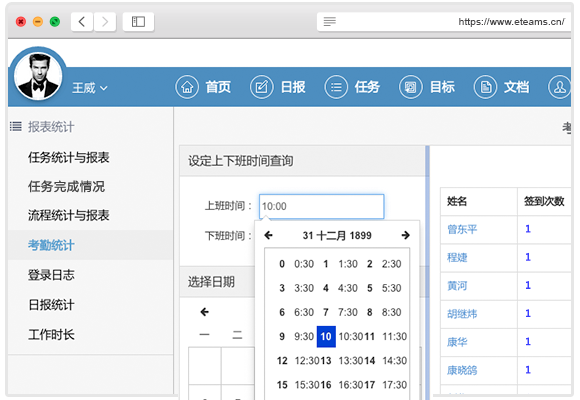 https://www.eteams.cn/
王威
首页 日报 任务 目标 文档
报表统计
任务统计与报表
任务完成情况
流程统计与报表
考勤统计
登录日志
日报统计
工作时长
考
设定上下班时间查询
上班时间： 10:00
下班时间：
31 十二月 1899
0 0:30 1 1:30 2 2:30
3 3:30 4 4:30 5 5:30
6 6:30 7 7:30 8 8:30
9 9:30 10 10:30 11 11:30
12 12:30 13 13:30 14 14:30
15 15:30 16 16:30 17 17:30
选择日期
一 二
姓名 签到次数
曾东平 1
程婕 1
黄河 1
胡继炜 1
康华 1
康晓鸽 1